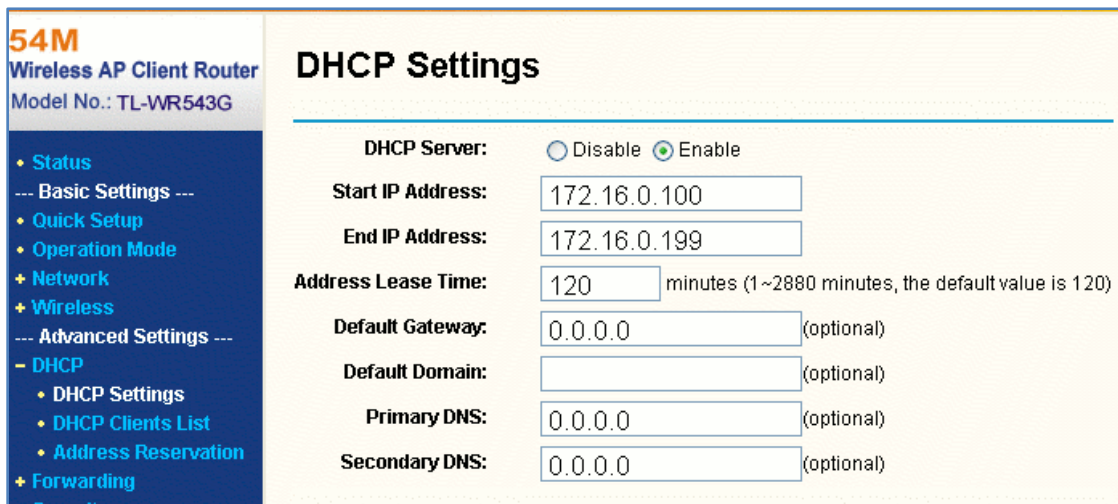 54M
Wireless AP Client Router
Model No.: TL-WR543G
• Status
--- Basic Settings ---
• Quick Setup
• Operation Mode
+ Network
+ Wireless
--- Advanced Settings ---
– DHCP
• DHCP Settings
• DHCP Clients List
• Address Reservation
+ Forwarding
DHCP Settings
DHCP Server: Disable Enable
Start IP Address: 172.16.0.100
End IP Address: 172.16.0.199
Address Lease Time: 120 minutes (1~2880 minutes, the default value is 120)
Default Gateway: 0.0.0.0 (optional)
Default Domain: (optional)
Primary DNS: 0.0.0.0 (optional)
Secondary DNS: 0.0.0.0 (optional)